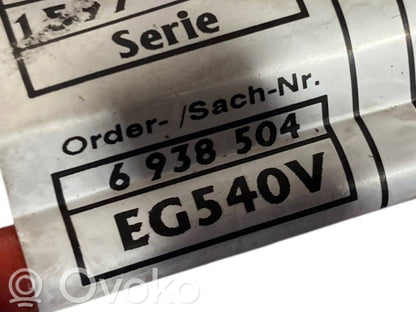 Serie
Order- /Sach-Nr.
6 938 504
EG540V
© Ovoko